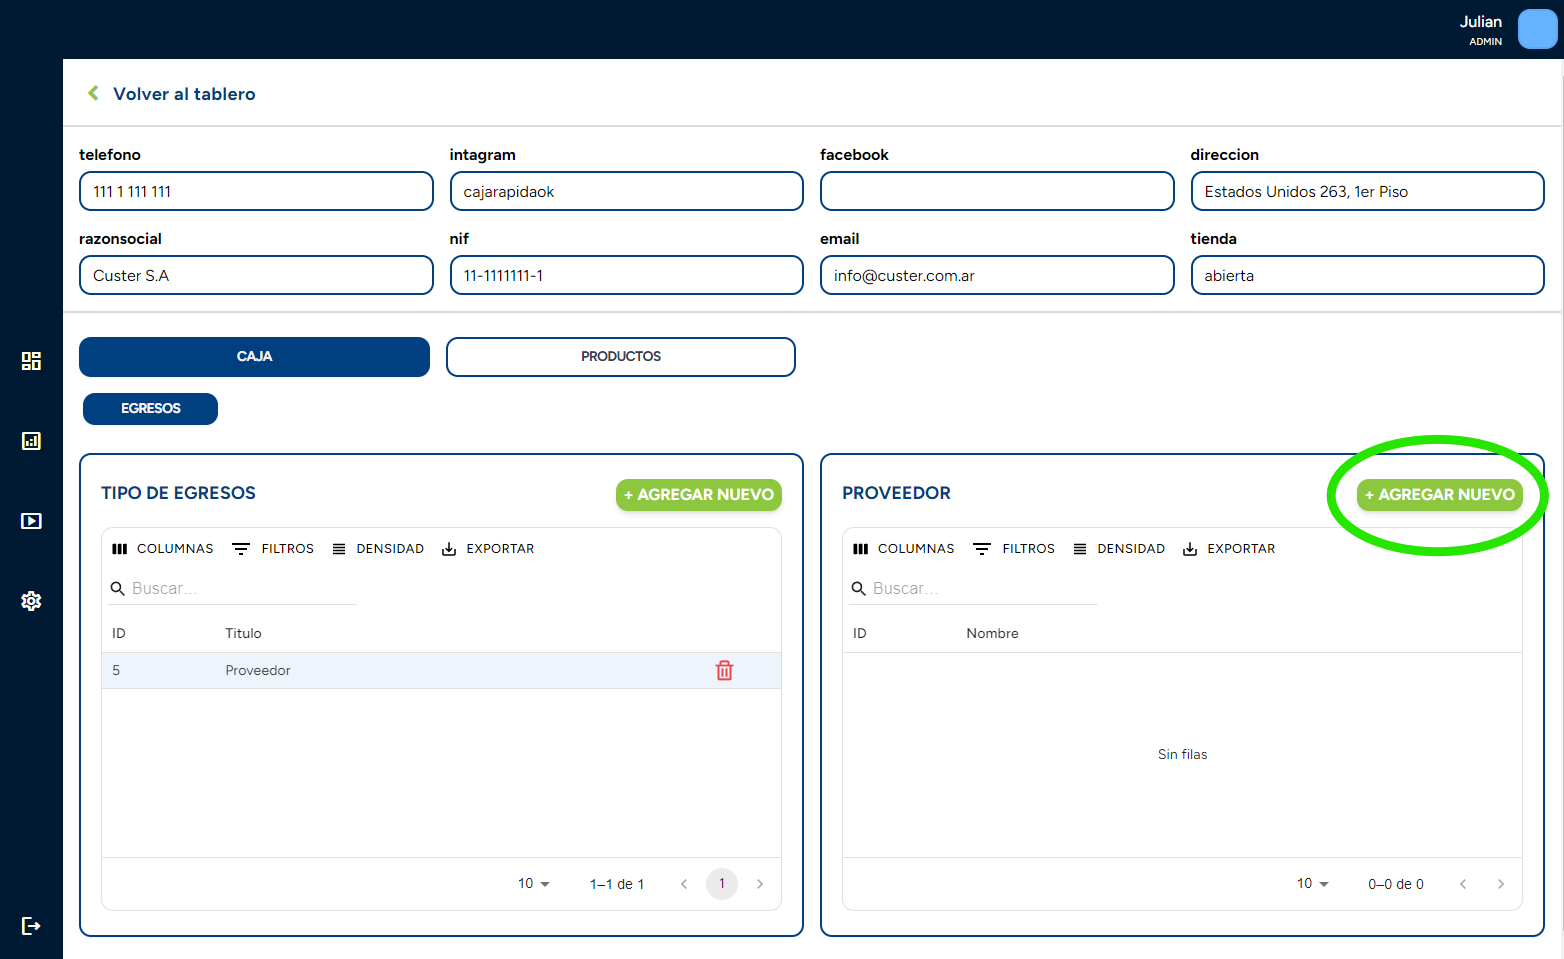 Julian
ADMIN
Volver al tablero
telefono intagram facebook direccion
111 1 111 111 cajarapidaok Estados Unidos 263, 1er Piso
razonsocial nif email tienda
Custer S.A 11-1111111-1 info@custer.com.ar abierta
CAJA PRODUCTOS
EGRESOS
TIPO DE EGRESOS + AGREGAR NUEVO
COLUMNAS FILTROS DENSIDAD EXPORTAR
Buscar...
ID Titulo
5 Proveedor
10 1–1 de 1 1
PROVEEDOR + AGREGAR NUEVO
COLUMNAS FILTROS DENSIDAD EXPORTAR
Buscar...
ID Nombre
Sin filas
10 0–0 de 0